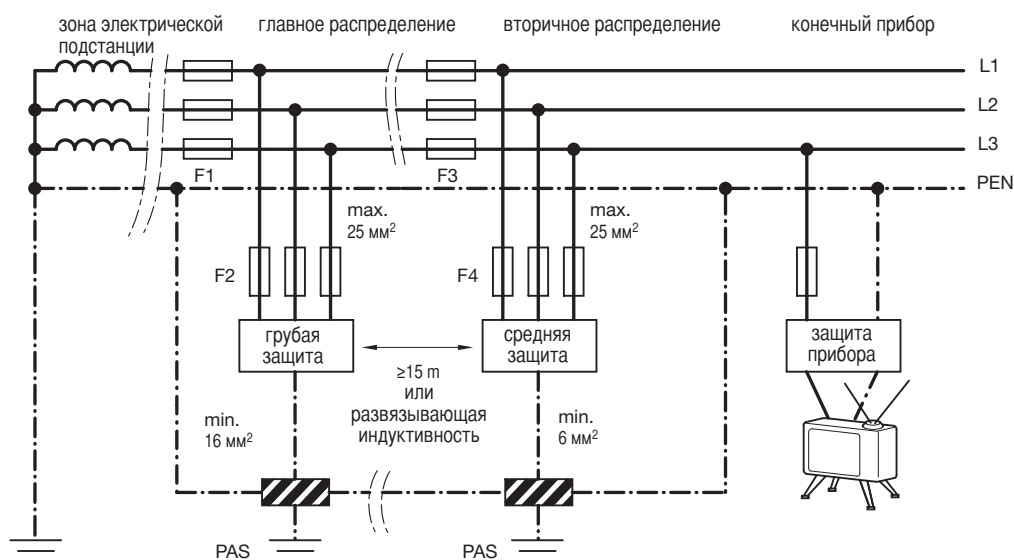 зона электрической
подстанции
главное распределение
вторичное распределение
конечный прибор
L1
L2
L3
PEN
F1
F3
max.
25 мм²
max.
25 мм²
F2
F4
грубая
защита
средняя
защита
защита
прибора
≥15 m
или
развязывающая
индуктивность
min.
16 мм²
min.
6 мм²
PAS
PAS